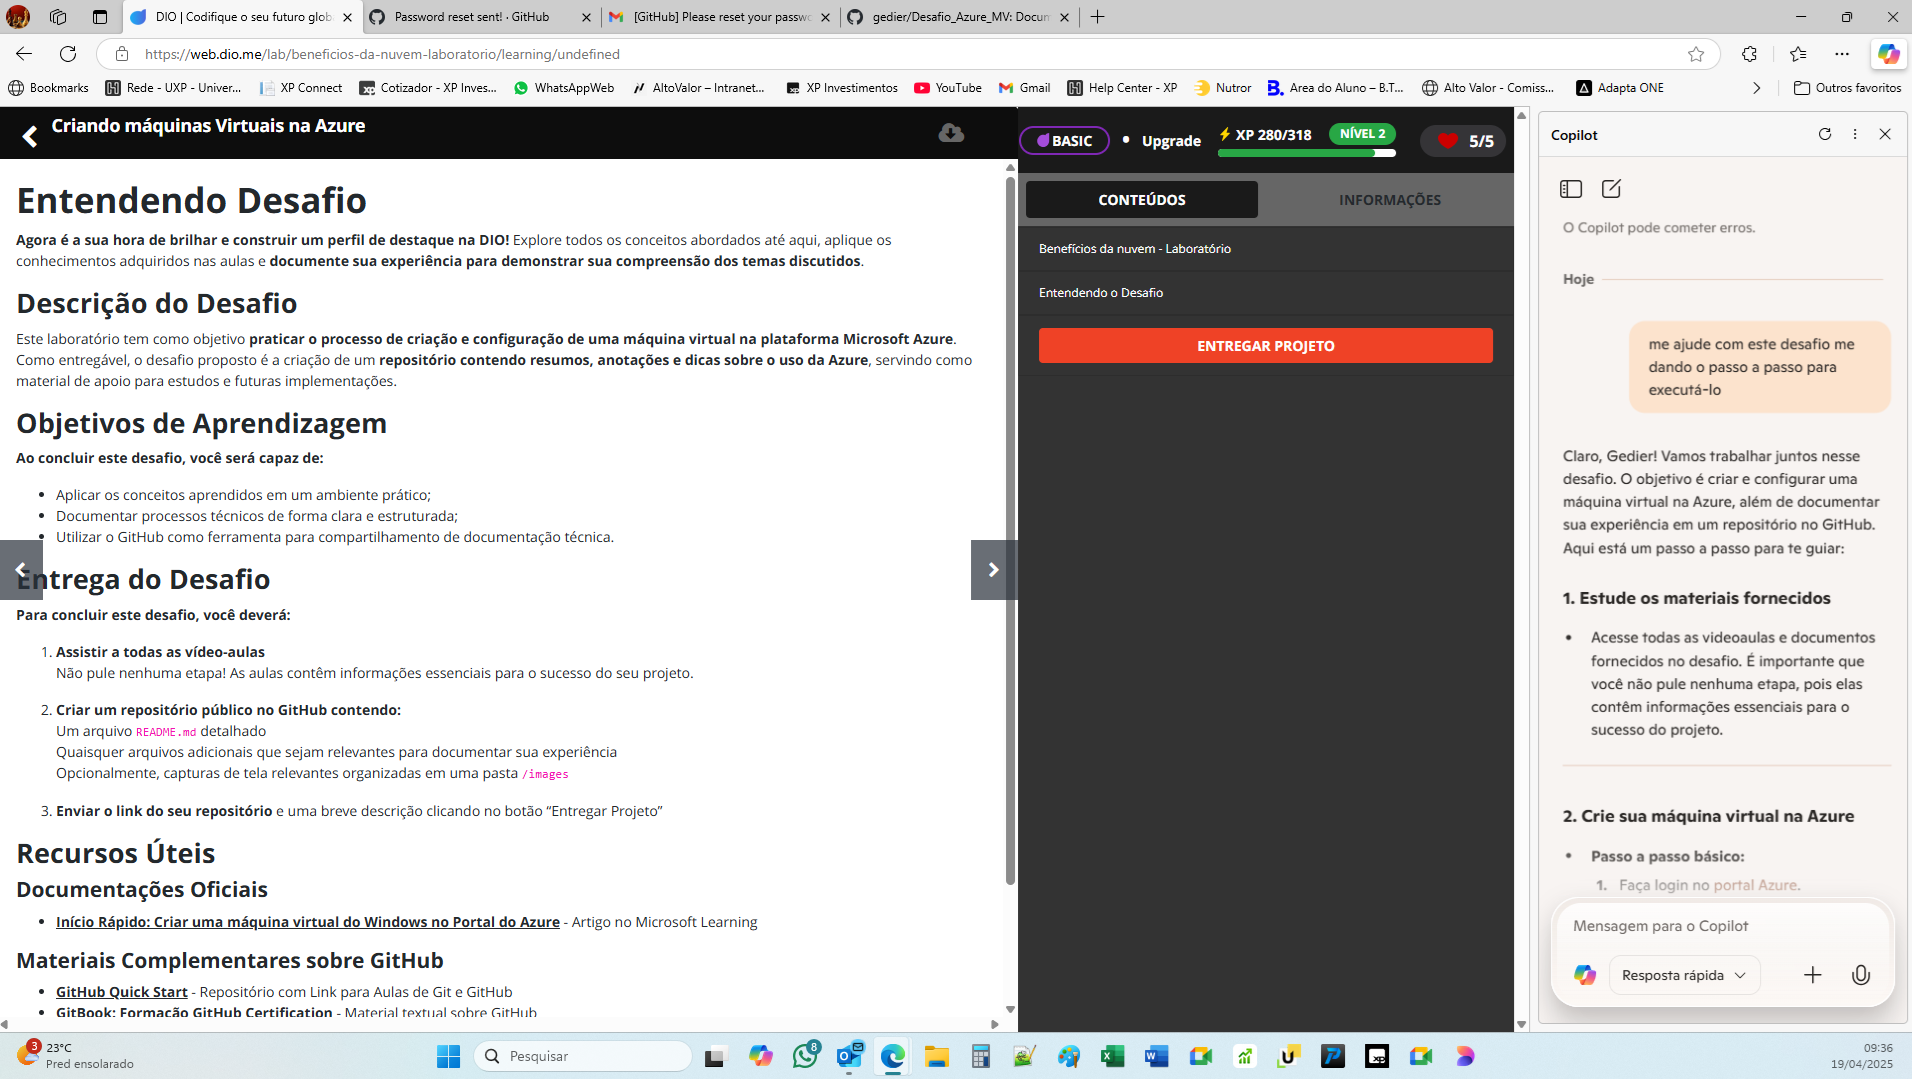 DIO | Codifique o seu futuro glob
Password reset sent! · GitHub
[GitHub] Please reset your passwo
gedier/Desafio_Azure_MV: Docum
https://web.dio.me/lab/beneficios-da-nuvem-laboratorio/learning/undefined
Bookmarks
Rede - UXP - Univer...
XP Connect
Cotizador - XP Inves...
WhatsAppWeb
AltoValor – Intranet...
XP Investimentos
YouTube
Gmail
Help Center - XP
Nutror
Area do Aluno – B.T...
Alto Valor - Comiss...
Adapta ONE
Outros favoritos
Criando máquinas Virtuais na Azure
Entendendo Desafio
Agora é a sua hora de brilhar e construir um perfil de destaque na DIO! Explore todos os conceitos abordados até aqui, aplique os
conhecimentos adquiridos nas aulas e documente sua experiência para demonstrar sua compreensão dos temas discutidos.
Descrição do Desafio
Este laboratório tem como objetivo praticar o processo de criação e configuração de uma máquina virtual na plataforma Microsoft Azure.
Como entregável, o desafio proposto é a criação de um repositório contendo resumos, anotações e dicas sobre o uso da Azure, servindo como
material de apoio para estudos e futuras implementações.
Objetivos de Aprendizagem
Ao concluir este desafio, você será capaz de:
• Aplicar os conceitos aprendidos em um ambiente prático;
• Documentar processos técnicos de forma clara e estruturada;
• Utilizar o GitHub como ferramenta para compartilhamento de documentação técnica.
Entrega do Desafio
Para concluir este desafio, você deverá:
1. Assistir a todas as vídeo-aulas
Não pule nenhuma etapa! As aulas contêm informações essenciais para o sucesso do seu projeto.
2. Criar um repositório público no GitHub contendo:
Um arquivo README.md detalhado
Quaisquer arquivos adicionais que sejam relevantes para documentar sua experiência
Opcionalmente, capturas de tela relevantes organizadas em uma pasta /images
3. Enviar o link do seu repositório e uma breve descrição clicando no botão “Entregar Projeto”
Recursos Úteis
Documentações Oficiais
• Início Rápido: Criar uma máquina virtual do Windows no Portal do Azure - Artigo no Microsoft Learning
Materiais Complementares sobre GitHub
• GitHub Quick Start - Repositório com Link para Aulas de Git e GitHub
• GitBook: Formação GitHub Certification - Material textual sobre GitHub
BASIC
• Upgrade
XP 280/318
NÍVEL 2
5/5
CONTEÚDOS
INFORMAÇÕES
Benefícios da nuvem - Laboratório
Entendendo o Desafio
ENTREGAR PROJETO
Copilot
O Copilot pode cometer erros.
Hoje
me ajude com este desafio me
dando o passo a passo para
executá-lo
Claro, Gedier! Vamos trabalhar juntos nesse
desafio. O objetivo é criar e configurar uma
máquina virtual na Azure, além de documentar
sua experiência em um repositório no GitHub.
Aqui está um passo a passo para te guiar:
1. Estude os materiais fornecidos
• Acesse todas as videoaulas e documentos
fornecidos no desafio. É importante que
você não pule nenhuma etapa, pois elas
contêm informações essenciais para o
sucesso do projeto.
2. Crie sua máquina virtual na Azure
• Passo a passo básico:
1. Faça login no portal Azure.
Mensagem para o Copilot
Resposta rápida
3
23°C
Pred ensolarado
Pesquisar
8
xp
09:36
19/04/2025